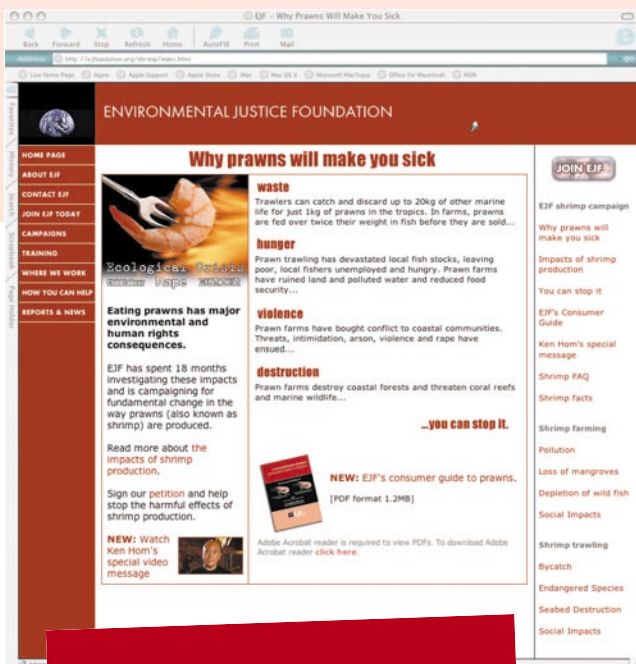 EJF – Why Prawns Will Make You Sick
Back Forward Stop Refresh Home AutoFill Print Mail
Address: http://ejfoundation.org/shrimp/index.html
Live Home Page Apple Apple Support Apple Store .Mac Mac OS X Microsoft MacTopia Office for Macintosh MSN
Favorites
History
Search
Scrapbook
Page Holder
ENVIRONMENTAL JUSTICE FOUNDATION
HOME PAGE
ABOUT EJF
CONTACT EJF
JOIN EJF TODAY
CAMPAIGNS
TRAINING
WHERE WE WORK
HOW YOU CAN HELP
REPORTS & NEWS
Why prawns will make you sick
Ecological Crisis
Rape
Eating prawns has major
environmental and
human rights
consequences.
EJF has spent 18 months
investigating these impacts
and is campaigning for
fundamental change in the
way prawns (also known as
shrimp) are produced.
Read more about the
impacts of shrimp
production.
Sign our petition and help
stop the harmful effects of
shrimp production.
NEW: Watch
Ken Hom's
special video
message
waste
Trawlers can catch and discard up to 20kg of other marine
life for just 1kg of prawns in the tropics. In farms, prawns
are fed over twice their weight in fish before they are sold...
hunger
Prawn trawling has devastated local fish stocks, leaving
poor, local fishers unemployed and hungry. Prawn farms
have ruined land and polluted water and reduced food
security...
violence
Prawn farms have bought conflict to coastal communities.
Threats, intimidation, arson, violence and rape have
ensued...
destruction
Prawn farms destroy coastal forests and threaten coral reefs
and marine wildlife...
...you can stop it.
NEW: EJF's consumer guide to prawns.
[PDF format 1.2MB]
Adobe Acrobat reader is required to view PDFs. To download Adobe
Acrobat reader click here.
JOIN EJF
EJF shrimp campaign
Why prawns will
make you sick
Impacts of shrimp
production
You can stop it
EJF's Consumer
Guide
Ken Hom's special
message
Shrimp FAQ
Shrimp facts
Shrimp farming
Pollution
Loss of mangroves
Depletion of wild fish
Social Impacts
Shrimp trawling
Bycatch
Endangered Species
Seabed Destruction
Social Impacts